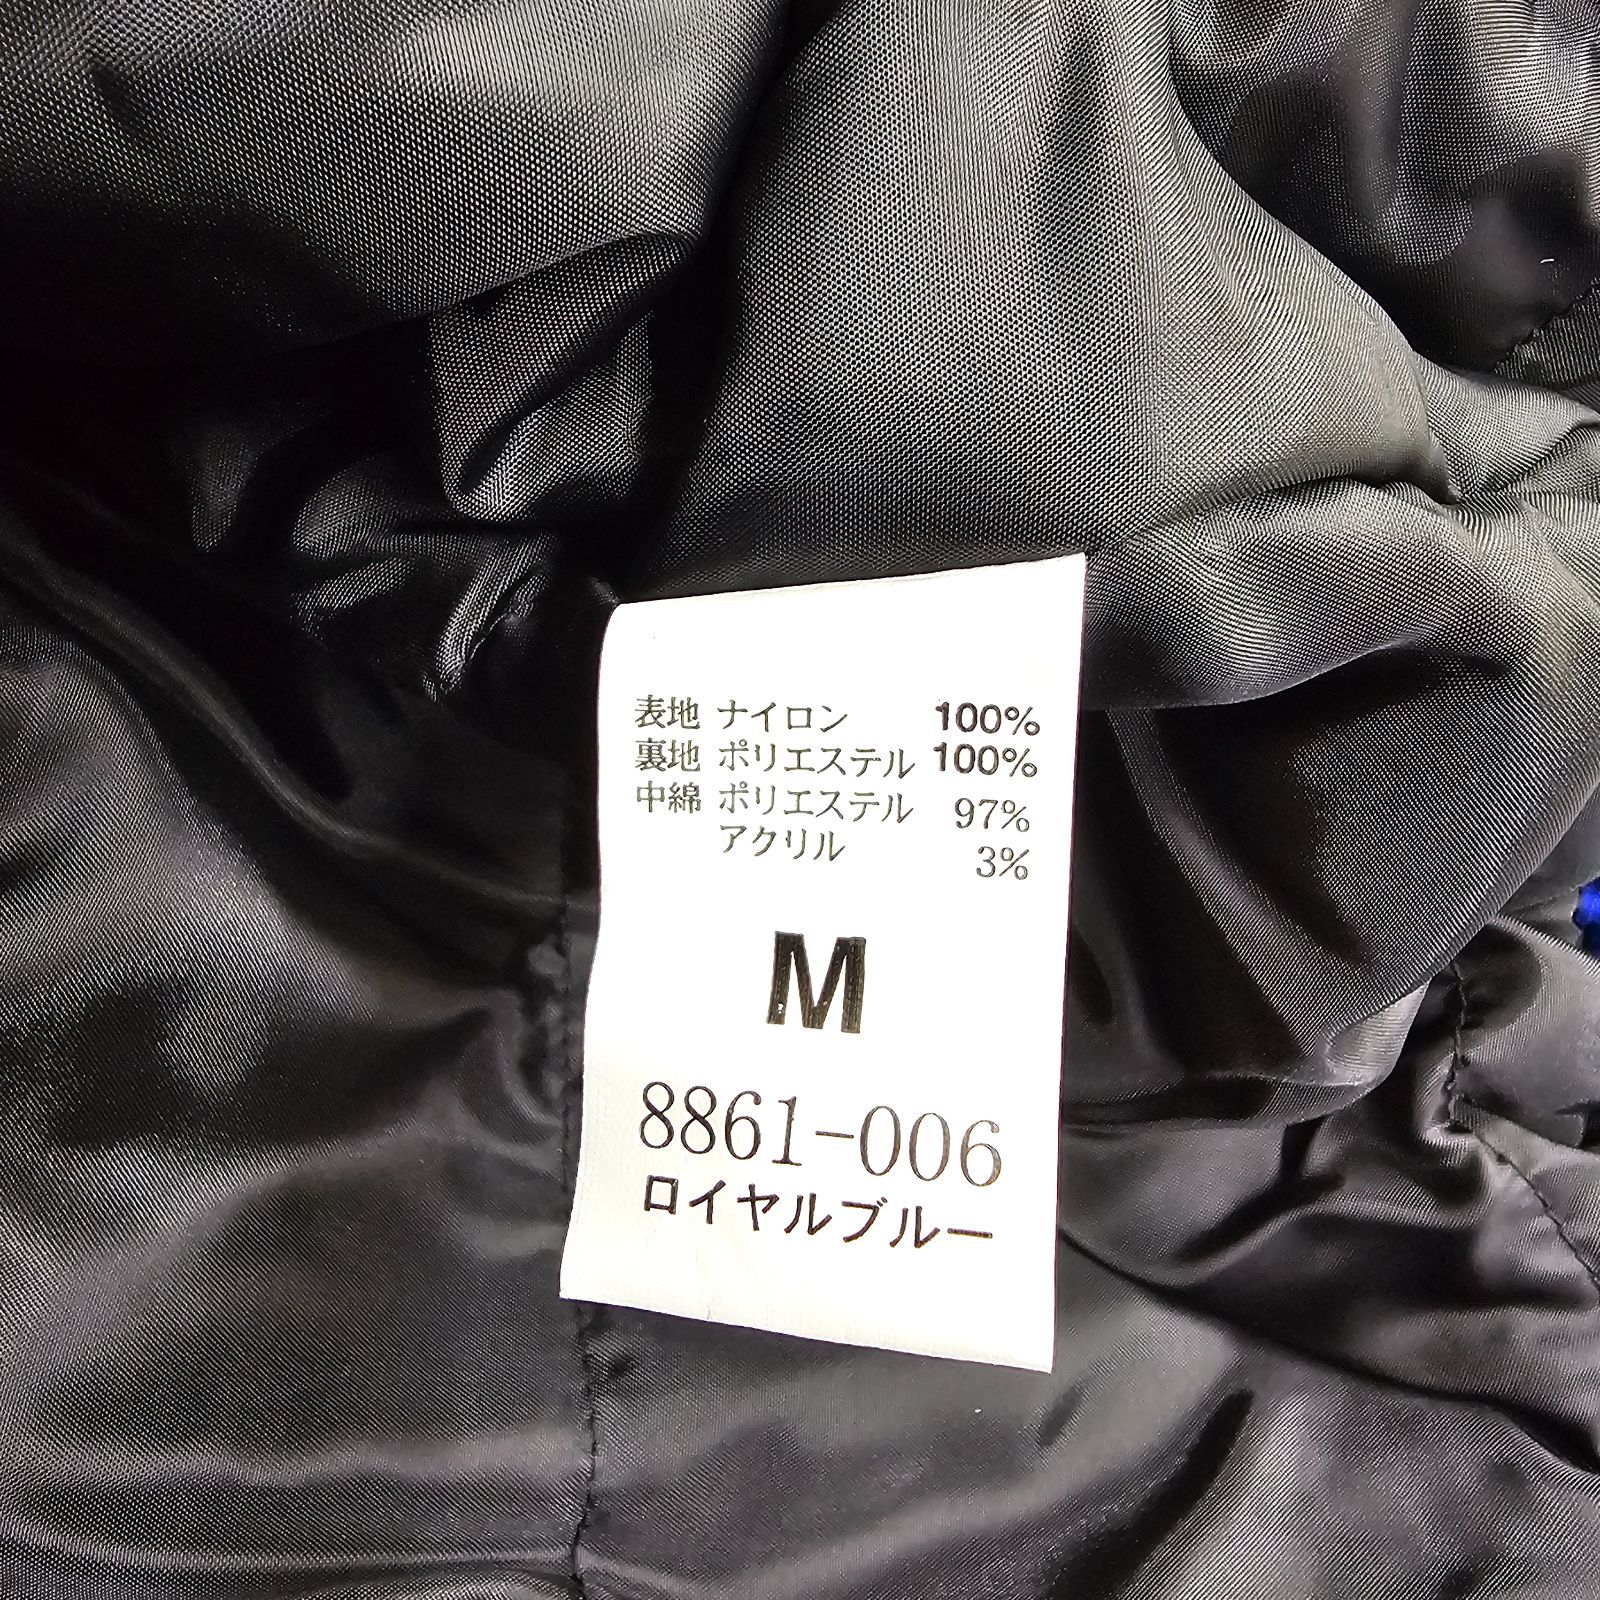 表地 ナイロン 100%
裏地 ポリエステル 100%
中綿 ポリエステル 97%
アクリル 3%
M
8861-006
ロイヤルブルー